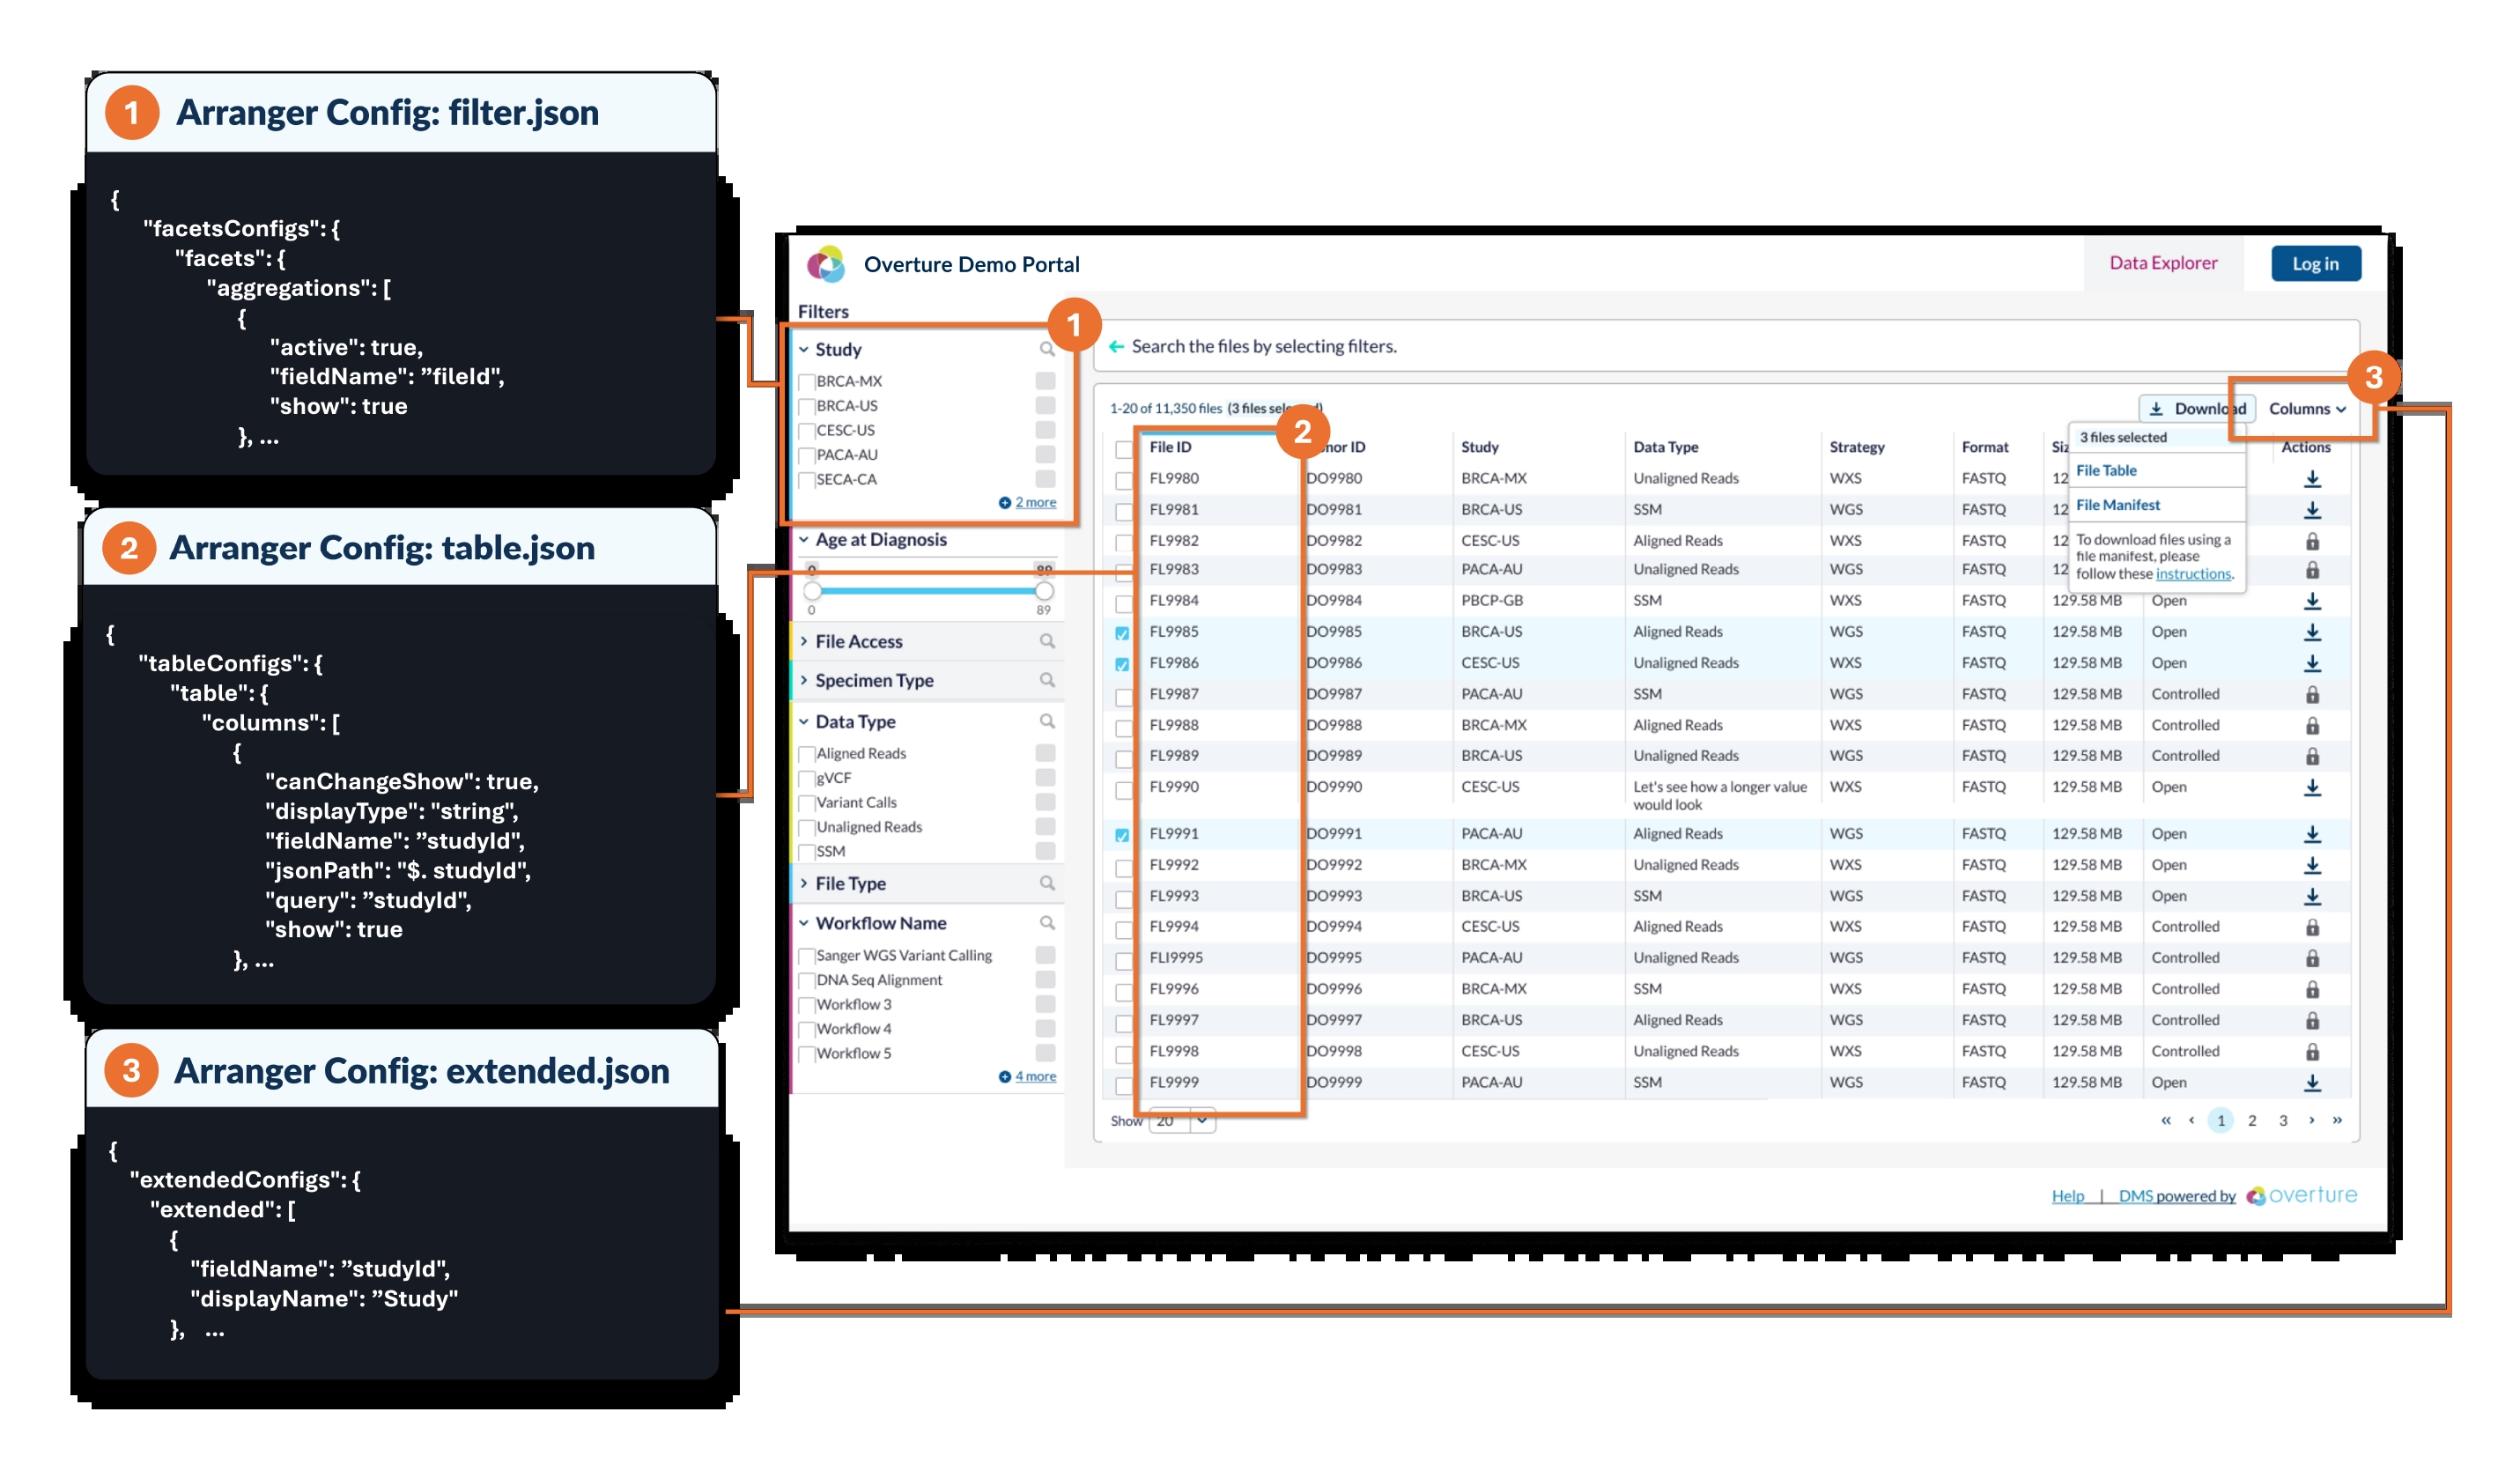 1 Arranger Config: filter.json
{
"facetsConfigs": {
"facets": {
"aggregations": [
{
"active": true,
"fieldName": ”fileId",
"show": true
}, ...
2 Arranger Config: table.json
{
"tableConfigs": {
"table": {
"columns": [
{
"canChangeShow": true,
"displayType": "string",
"fieldName": ”studyId",
"jsonPath": "$. studyId",
"query": ”studyId",
"show": true
}, ...
3 Arranger Config: extended.json
{
"extendedConfigs": {
"extended": [
{
"fieldName": ”studyId",
"displayName": ”Study"
}, ...
Overture Demo Portal
Data Explorer
Log in
Filters
1
Study
BRCA-MX
BRCA-US
CESC-US
PACA-AU
SECA-CA
2 more
Age at Diagnosis
0 89
0 89
File Access
Specimen Type
Data Type
Aligned Reads
gVCF
Variant Calls
Unaligned Reads
SSM
File Type
Workflow Name
Sanger WGS Variant Calling
DNA Seq Alignment
Workflow 3
Workflow 4
Workflow 5
4 more
Search the files by selecting filters.
3
1-20 of 11,350 files (3 files
Download
Columns
2
3 files selected
File Table
File Manifest
To download files using a
file manifest, please
follow these instructions.
File ID Study Data Type Strategy Format Actions
FL9980 DO9980 BRCA-MX Unaligned Reads WXS FASTQ 12
FL9981 DO9981 BRCA-US SSM WGS FASTQ 12
FL9982 DO9982 CESC-US Aligned Reads WXS FASTQ 12
FL9983 DO9983 PACA-AU Unaligned Reads WGS FASTQ 12
FL9984 DO9984 PBCP-GB SSM WXS FASTQ 129.58 MB Open
FL9985 DO9985 BRCA-US Aligned Reads WGS FASTQ 129.58 MB Open
FL9986 DO9986 CESC-US Unaligned Reads WXS FASTQ 129.58 MB Open
FL9987 DO9987 PACA-AU SSM WGS FASTQ 129.58 MB Controlled
FL9988 DO9988 BRCA-MX Aligned Reads WXS FASTQ 129.58 MB Controlled
FL9989 DO9989 BRCA-US Unaligned Reads WGS FASTQ 129.58 MB Controlled
FL9990 DO9990 CESC-US Let's see how a longer value WXS FASTQ 129.58 MB Open
would look
FL9991 DO9991 PACA-AU Aligned Reads WGS FASTQ 129.58 MB Open
FL9992 DO9992 BRCA-MX Unaligned Reads WXS FASTQ 129.58 MB Open
FL9993 DO9993 BRCA-US SSM WGS FASTQ 129.58 MB Open
FL9994 DO9994 CESC-US Aligned Reads WXS FASTQ 129.58 MB Controlled
FLI9995 DO9995 PACA-AU Unaligned Reads WGS FASTQ 129.58 MB Controlled
FL9996 DO9996 BRCA-MX SSM WXS FASTQ 129.58 MB Controlled
FL9997 DO9997 BRCA-US Aligned Reads WGS FASTQ 129.58 MB Controlled
FL9998 DO9998 CESC-US Unaligned Reads WXS FASTQ 129.58 MB Controlled
FL9999 DO9999 PACA-AU SSM WGS FASTQ 129.58 MB Open
Show 20
« ‹ 1 2 3 › »
Help | DMS powered by overture